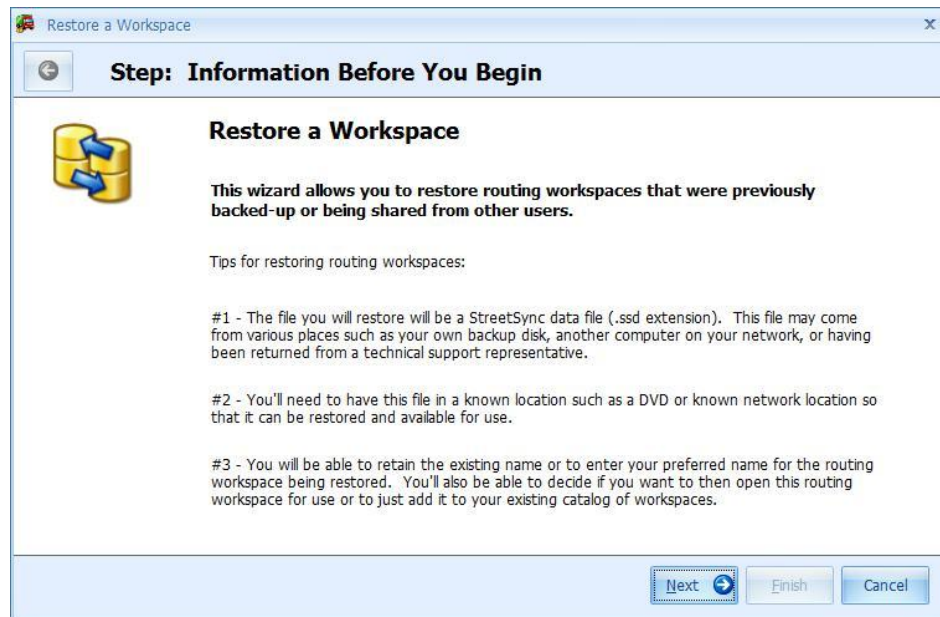 Restore a Workspace
Step: Information Before You Begin
Restore a Workspace
This wizard allows you to restore routing workspaces that were previously
backed-up or being shared from other users.
Tips for restoring routing workspaces:
#1 - The file you will restore will be a StreetSync data file (.ssd extension). This file may come
from various places such as your own backup disk, another computer on your network, or having
been returned from a technical support representative.
#2 - You'll need to have this file in a known location such as a DVD or known network location so
that it can be restored and available for use.
#3 - You will be able to retain the existing name or to enter your preferred name for the routing
workspace being restored. You'll also be able to decide if you want to then open this routing
workspace for use or to just add it to your existing catalog of workspaces.
Next
Finish
Cancel